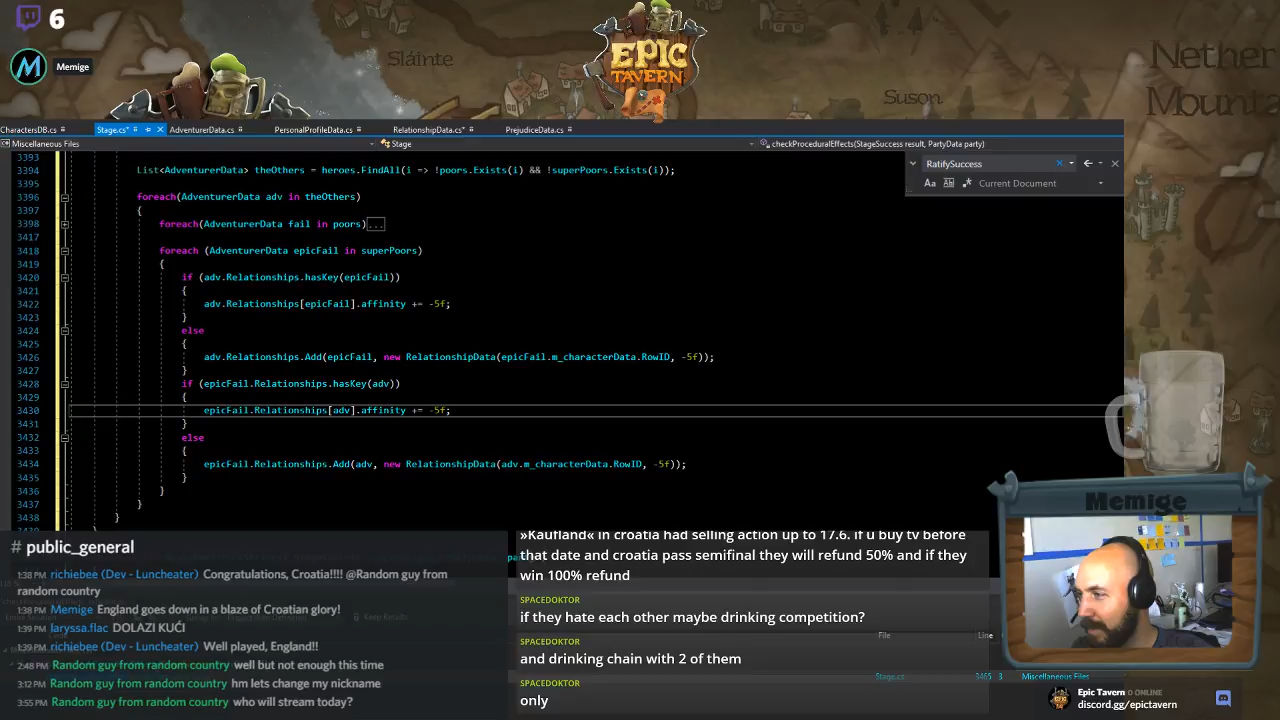 6
Memige
Sláinte
EPIC
TAVERN
Suson
Nether
Mounta
CharactersDB.cs
Stage.cs*
AdventurerData.cs
PersonalProfileData.cs
RelationshipData.cs*
PrejudiceData.cs
Miscellaneous Files
Stage
checkProceduralEffects(StageSuccess result, PartyData party)
RatifySuccess
Aa Current Document
3393
3394 List<AdventurerData> theOthers = heroes.FindAll(i => !poors.Exists(i) && !superPoors.Exists(i));
3395
3396 foreach(AdventurerData adv in theOthers)
3397 {
3398 foreach(AdventurerData fail in poors)...
3417
3418 foreach (AdventurerData epicFail in superPoors)
3419 {
3420 if (adv.Relationships.hasKey(epicFail))
3421 {
3422 adv.Relationships[epicFail].affinity += -5f;
3423 }
3424 else
3425 {
3426 adv.Relationships.Add(epicFail, new RelationshipData(epicFail.m_characterData.RowID, -5f));
3427 }
3428 if (epicFail.Relationships.hasKey(adv))
3429 {
3430 epicFail.Relationships[adv].affinity += -5f;
3431 }
3432 else
3433 {
3434 epicFail.Relationships.Add(adv, new RelationshipData(adv.m_characterData.RowID, -5f));
3435 }
3436 }
3437 }
3438 }
# public_general
1:38 PM richiebee (Dev - Luncheater) Congratulations, Croatia!!!! @Random guy from
random country
1:38 PM Memige England goes down in a blaze of Croatian glory!
1:39 PM laryssa.flac DOLAZI KUĆI
1:39 PM richiebee (Dev - Luncheater) Well played, England!!
2:48 PM Random guy from random country well but not enough this time
3:12 PM Random guy from random country hm lets change my nickname
3:55 PM Random guy from random country who will stream today?
»Kaufland« in croatia had selling action up to 17.6. if u buy tv before
that date and croatia pass semifinal they will refund 50% and if they
win 100% refund
SPACEDOKTOR
if they hate each other maybe drinking competition?
SPACEDOKTOR
and drinking chain with 2 of them
SPACEDOKTOR
only
File Line
Stage.cs 3465 3 Miscellaneous Files
Memige
Epic Tavern 0 ONLINE
discord.gg/epictavern